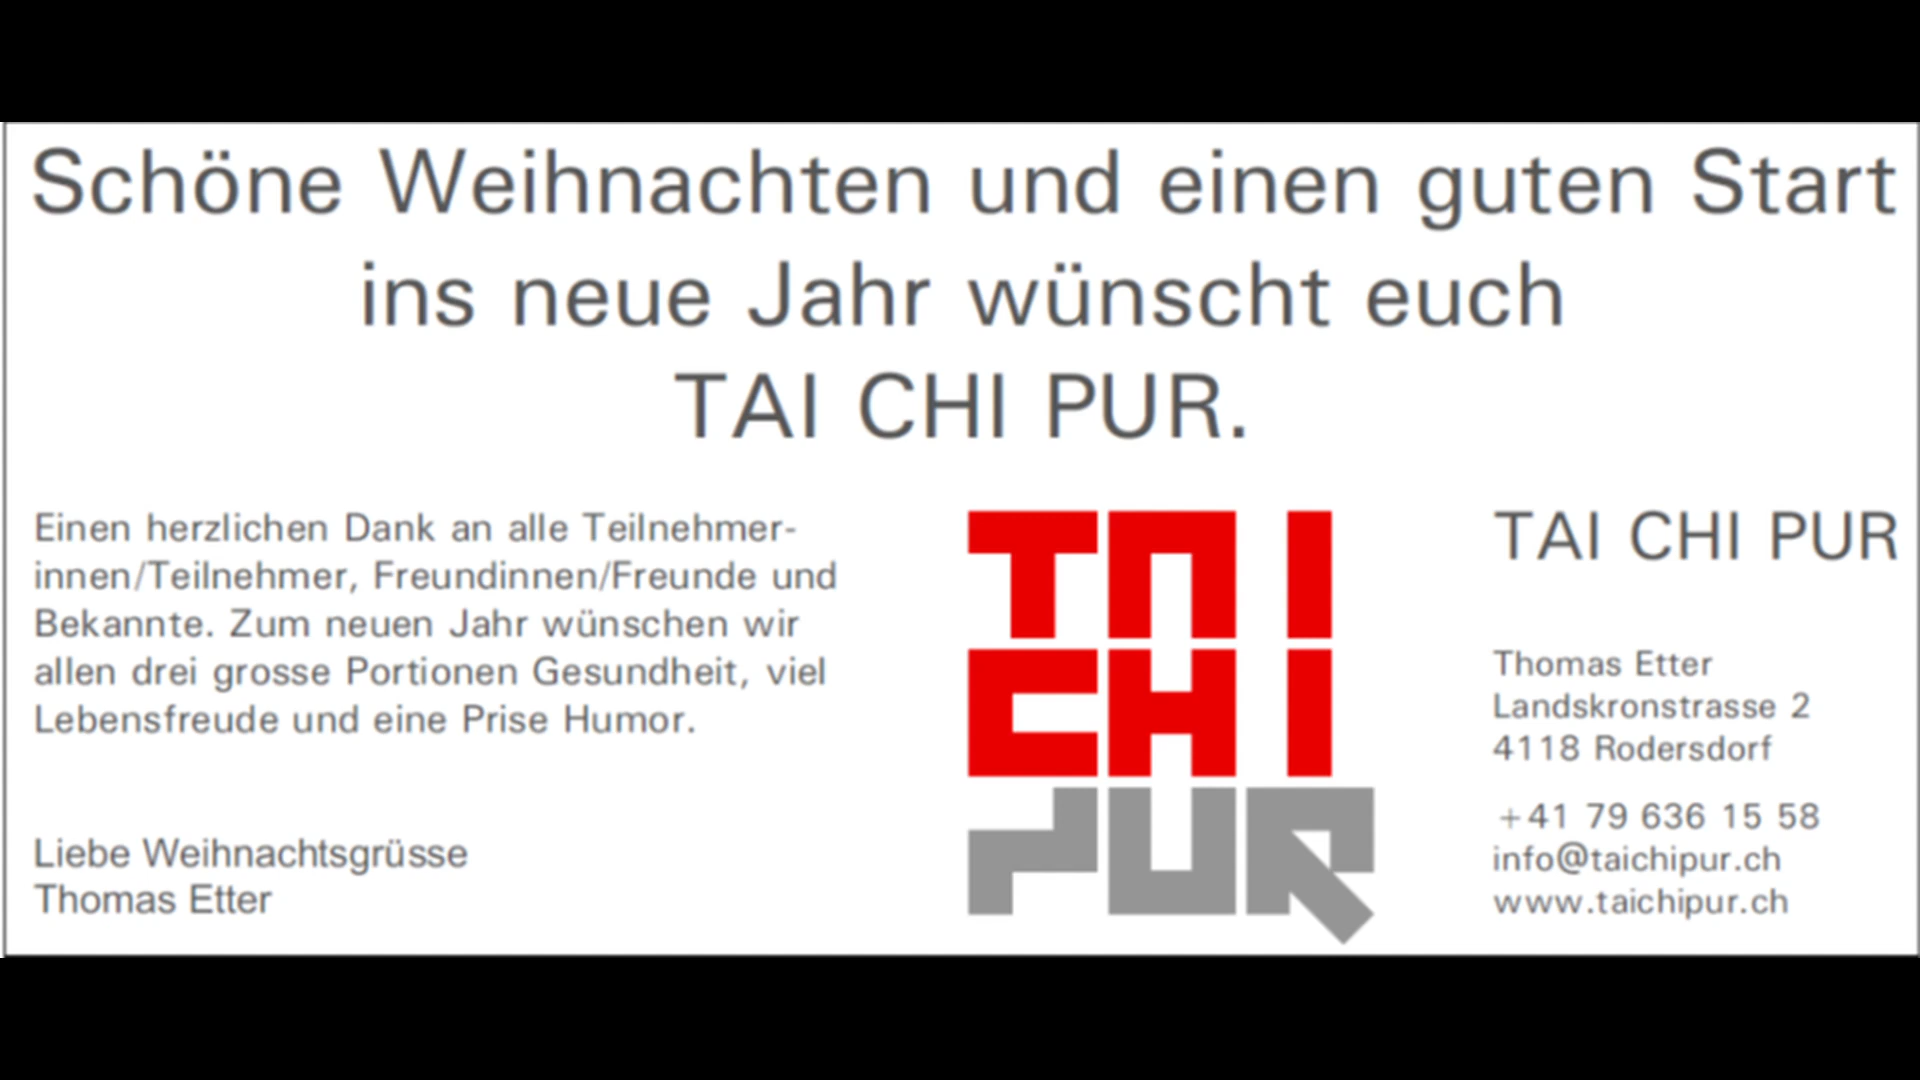 Schöne Weihnachten und einen guten Start
ins neue Jahr wünscht euch
TAI CHI PUR.
Einen herzlichen Dank an alle Teilnehmer-
innen/Teilnehmer, Freundinnen/Freunde und
Bekannte. Zum neuen Jahr wünschen wir
allen drei grosse Portionen Gesundheit, viel
Lebensfreude und eine Prise Humor.
Liebe Weihnachtsgrüsse
Thomas Etter
TAI
CHI
PUR
TAI CHI PUR
Thomas Etter
Landskronstrasse 2
4118 Rodersdorf
+41 79 636 15 58
info@taichipur.ch
www.taichipur.ch